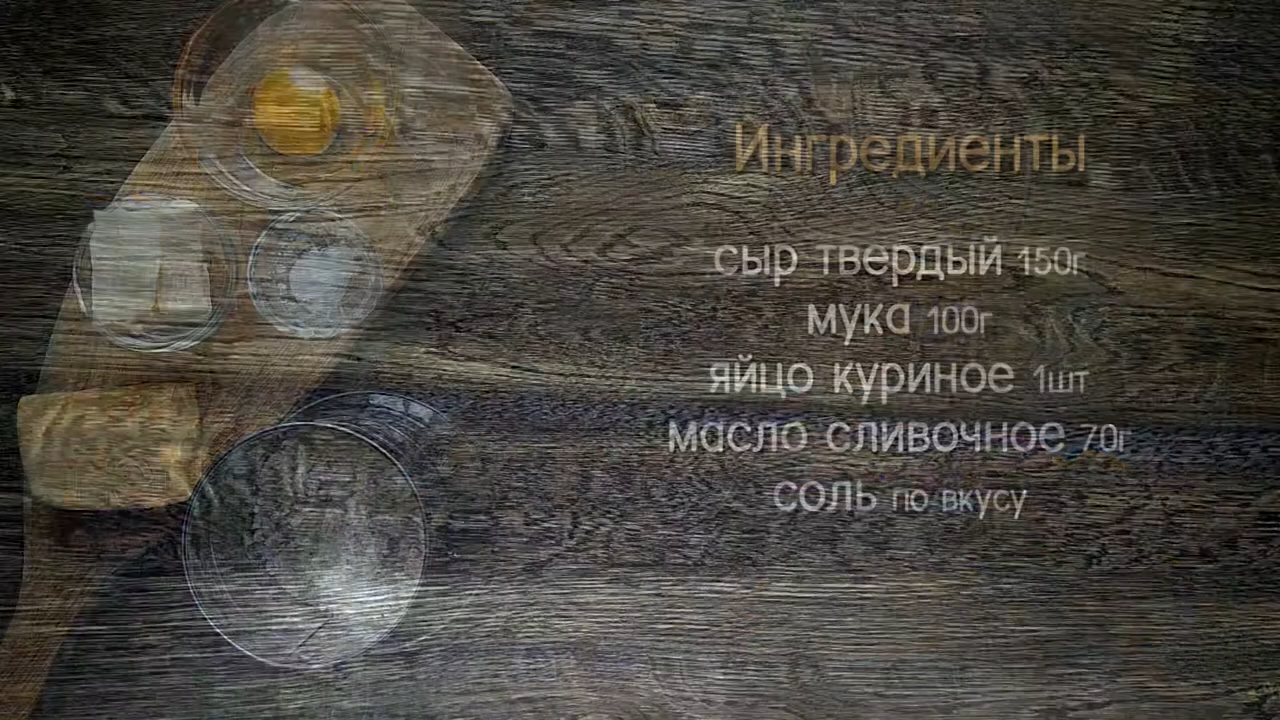 Ингредиенты
сыр твердый 150г
мука 100г
яйцо куриное 1шт
масло сливочное 70г
соль по вкусу